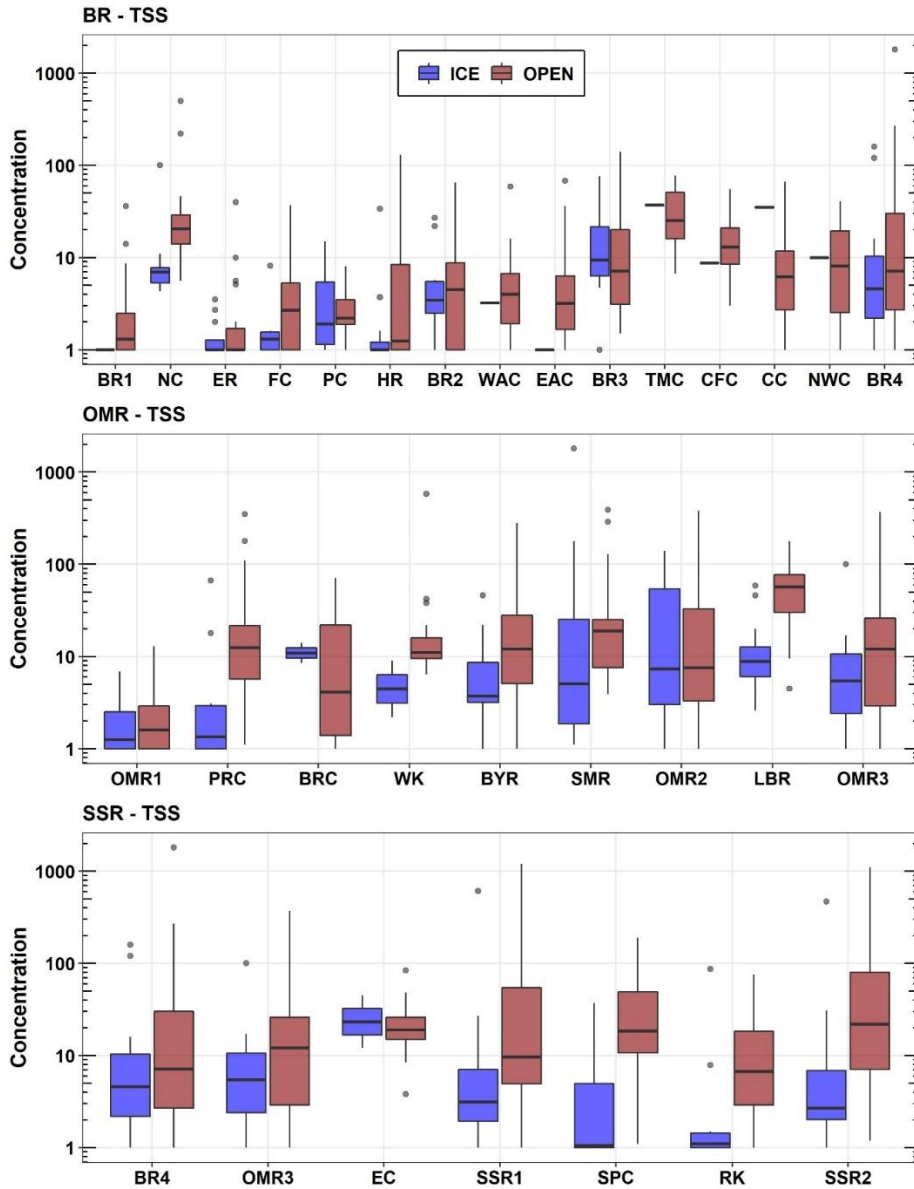 BR - TSS
ICE OPEN
Concentration
1000
100
10
1
BR1 NC ER FC PC HR BR2 WAC EAC BR3 TMC CFC CC NWC BR4
OMR - TSS
Concentration
1000
100
10
1
OMR1 PRC BRC WK BYR SMR OMR2 LBR OMR3
SSR - TSS
Concentration
1000
100
10
1
BR4 OMR3 EC SSR1 SPC RK SSR2